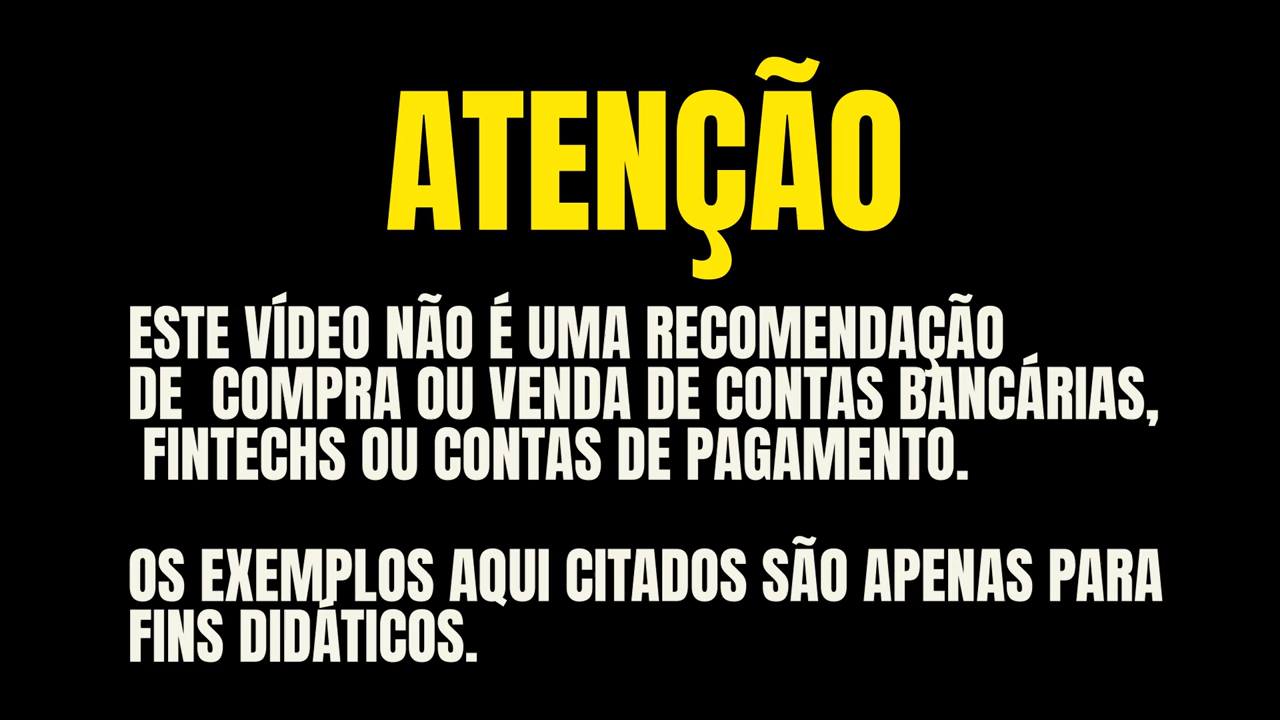 ATENÇÃO
ESTE VÍDEO NÃO É UMA RECOMENDAÇÃO
DE COMPRA OU VENDA DE CONTAS BANCÁRIAS,
FINTECHS OU CONTAS DE PAGAMENTO.
OS EXEMPLOS AQUI CITADOS SÃO APENAS PARA
FINS DIDÁTICOS.